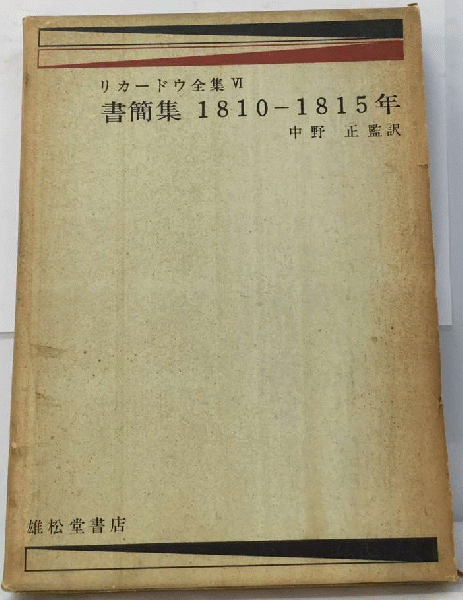 リカードウ全集 Ⅵ
書簡集 1810-1815年
中野 正監訳
雄松堂書店